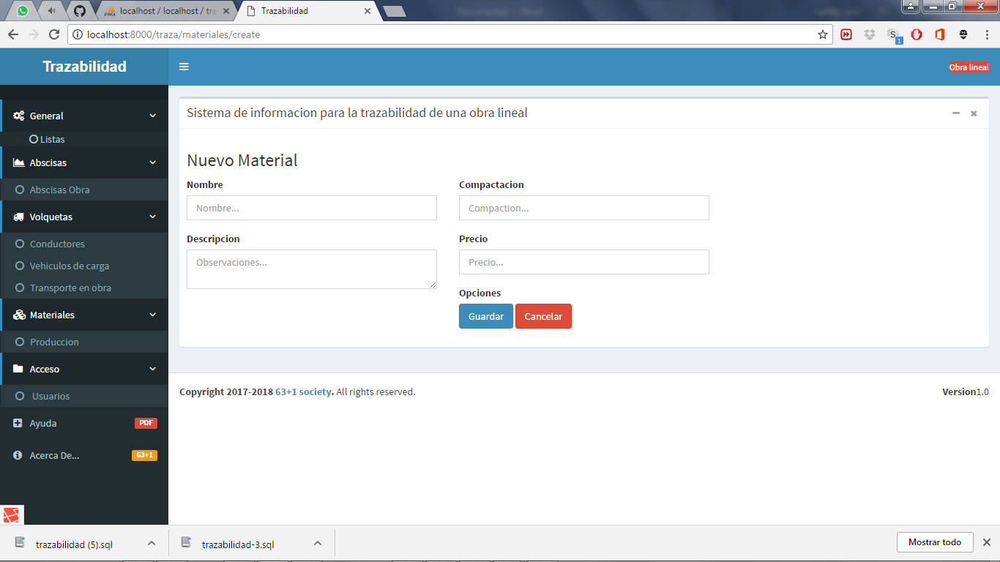 localhost / localhost / tra
Trazabilidad
localhost:8000/traza/materiales/create
Trazabilidad
Obra lineal
General
Listas
Abscisas
Abscisas Obra
Volquetas
Conductores
Vehiculos de carga
Transporte en obra
Materiales
Produccion
Acceso
Usuarios
Ayuda PDF
Acerca De... 63+1
Sistema de informacion para la trazabilidad de una obra lineal
Nuevo Material
Nombre
Nombre...
Compactacion
Compaction...
Descripcion
Observaciones...
Precio
Precio...
Opciones
Guardar Cancelar
Copyright 2017-2018 63+1 society. All rights reserved.
Version1.0
trazabilidad (5).sql
trazabilidad-3.sql
Mostrar todo